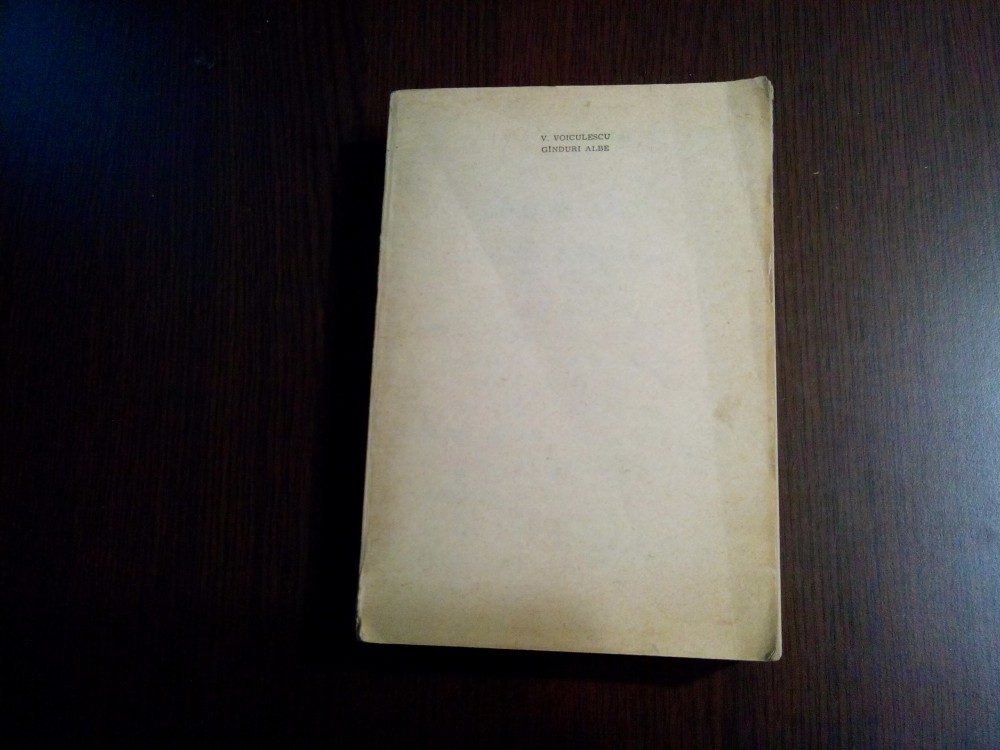 V. VOICULESCU
GÎNDURI ALBE